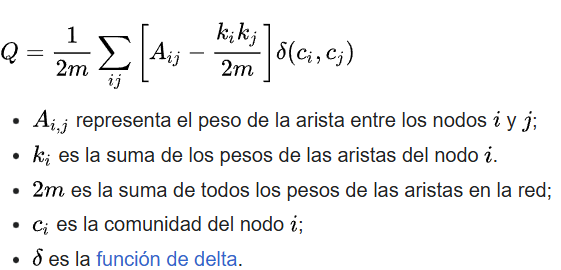 Q = \frac{1}{2m} \sum_{ij} \left[ A_{ij} - \frac{k_i k_j}{2m} \right] \delta(c_i, c_j)
• A_{i,j} representa el peso de la arista entre los nodos i y j;
• k_i es la suma de los pesos de las aristas del nodo i.
• 2m es la suma de todos los pesos de las aristas en la red;
• c_i es la comunidad del nodo i;
• δ es la función de delta.